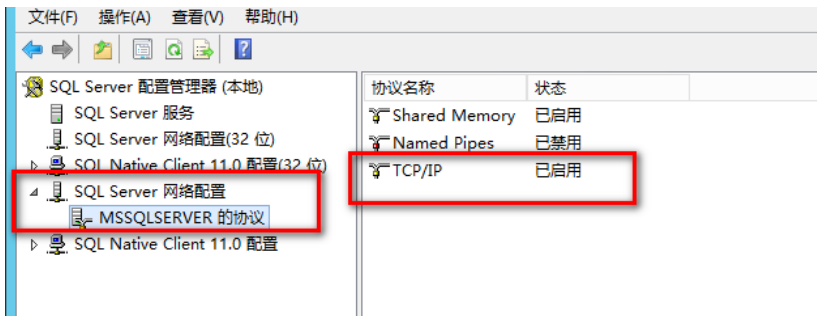 文件(F) 操作(A) 查看(V) 帮助(H)
SQL Server 配置管理器 (本地)
SQL Server 服务
SQL Server 网络配置(32 位)
SQL Native Client 11.0 配置(32 位)
SQL Server 网络配置
MSSQLSERVER 的协议
SQL Native Client 11.0 配置
协议名称 状态
Shared Memory 已启用
Named Pipes 已禁用
TCP/IP 已启用